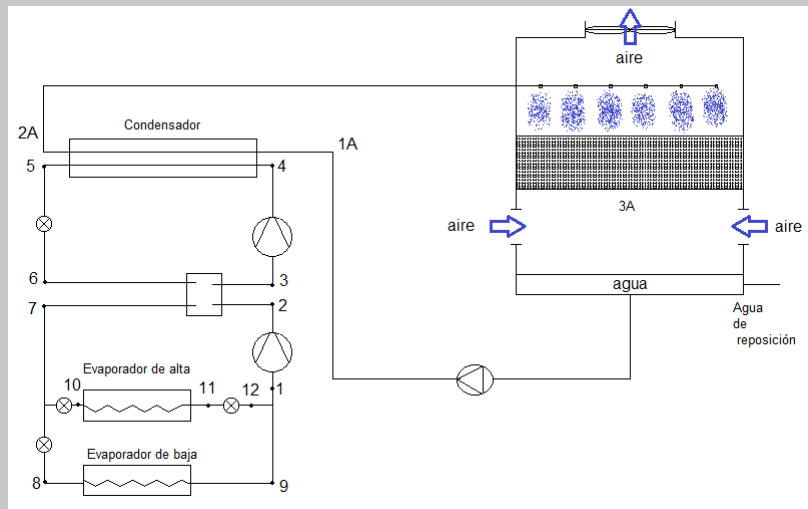 aire
Condensador
2A
1A
5
4
3A
aire
aire
6
3
7
2
agua
Agua
de
reposición
Evaporador de alta
10
11
12
1
Evaporador de baja
8
9